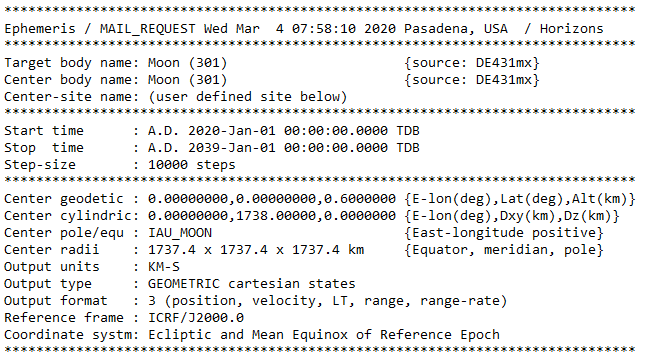 *******************************************************************************
Ephemeris / MAIL_REQUEST Wed Mar  4 07:58:10 2020 Pasadena, USA  / Horizons
*******************************************************************************
Target body name: Moon (301)                      {source: DE431mx}
Center body name: Moon (301)                      {source: DE431mx}
Center-site name: (user defined site below)
*******************************************************************************
Start time      : A.D. 2020-Jan-01 00:00:00.0000 TDB
Stop  time      : A.D. 2039-Jan-01 00:00:00.0000 TDB
Step-size       : 10000 steps
*******************************************************************************
Center geodetic : 0.00000000,0.00000000,0.6000000 {E-lon(deg),Lat(deg),Alt(km)}
Center cylindric: 0.00000000,1738.00000,0.0000000 {E-lon(deg),Dxy(km),Dz(km)}
Center pole/equ : IAU_MOON                        {East-longitude positive}
Center radii    : 1737.4 x 1737.4 x 1737.4 km     {Equator, meridian, pole}
Output units    : KM-S
Output type     : GEOMETRIC cartesian states
Output format   : 3 (position, velocity, LT, range, range-rate)
Reference frame : ICRF/J2000.0
Coordinate systm: Ecliptic and Mean Equinox of Reference Epoch
*******************************************************************************